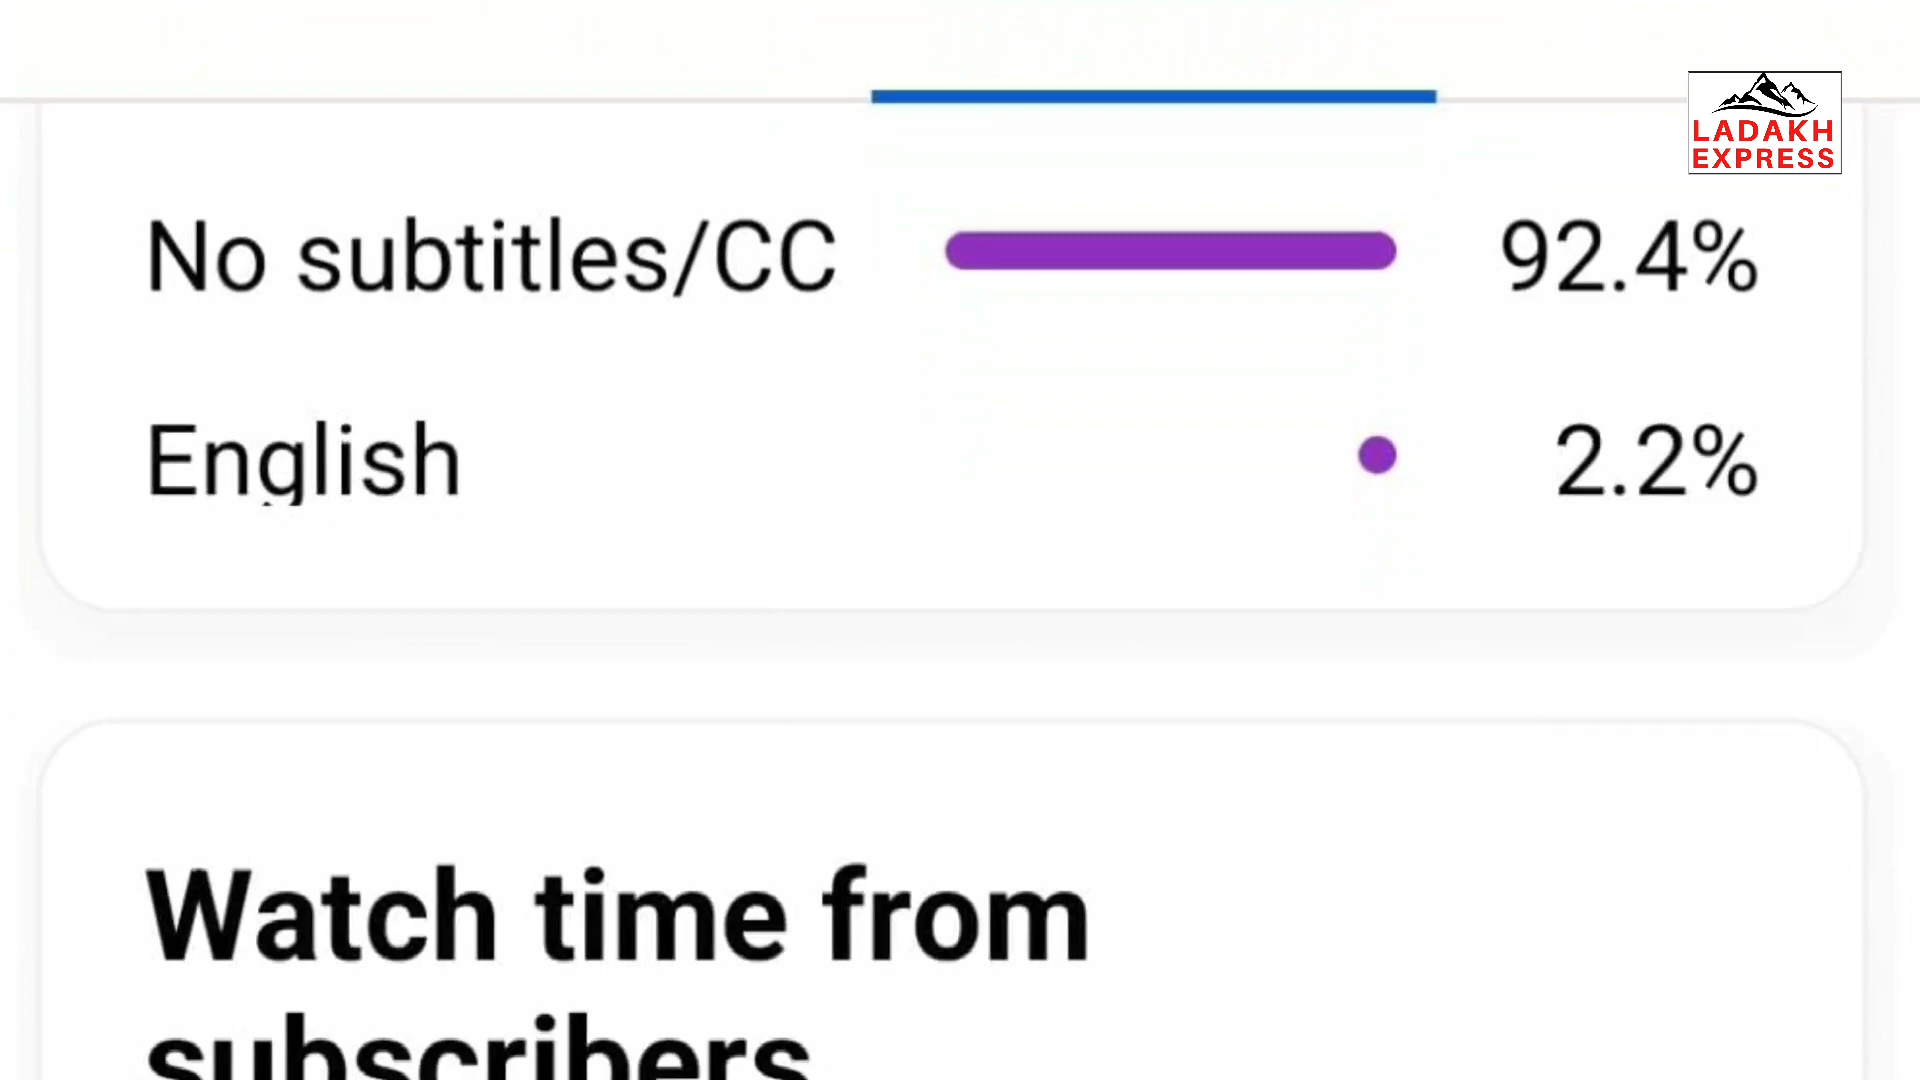 LADAKH
EXPRESS
No subtitles/CC 92.4%
English 2.2%
Watch time from
subscribers